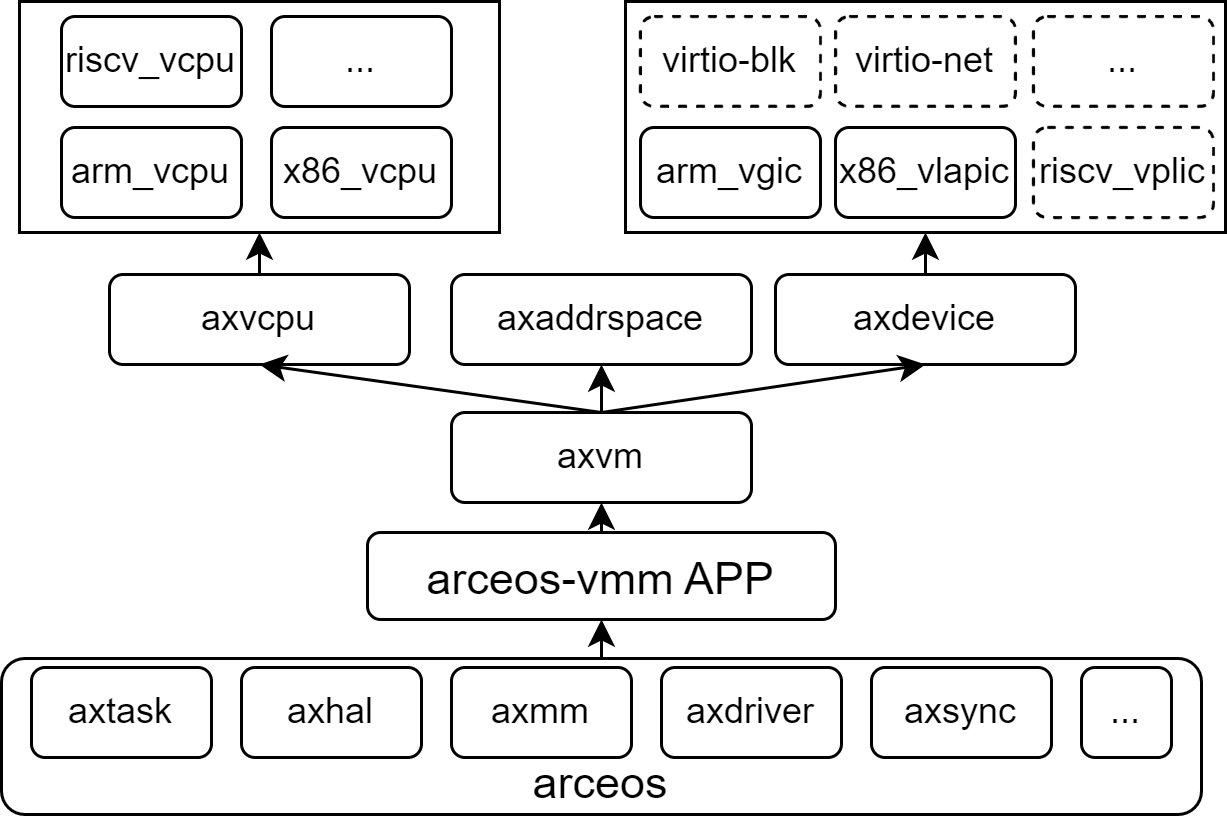 riscv_vcpu
...
arm_vcpu
x86_vcpu
virtio-blk
virtio-net
...
arm_vgic
x86_vlapic
riscv_vplic
axvcpu
axaddrspace
axdevice
axvm
arceos-vmm APP
axtask
axhal
axmm
axdriver
axsync
...
arceos